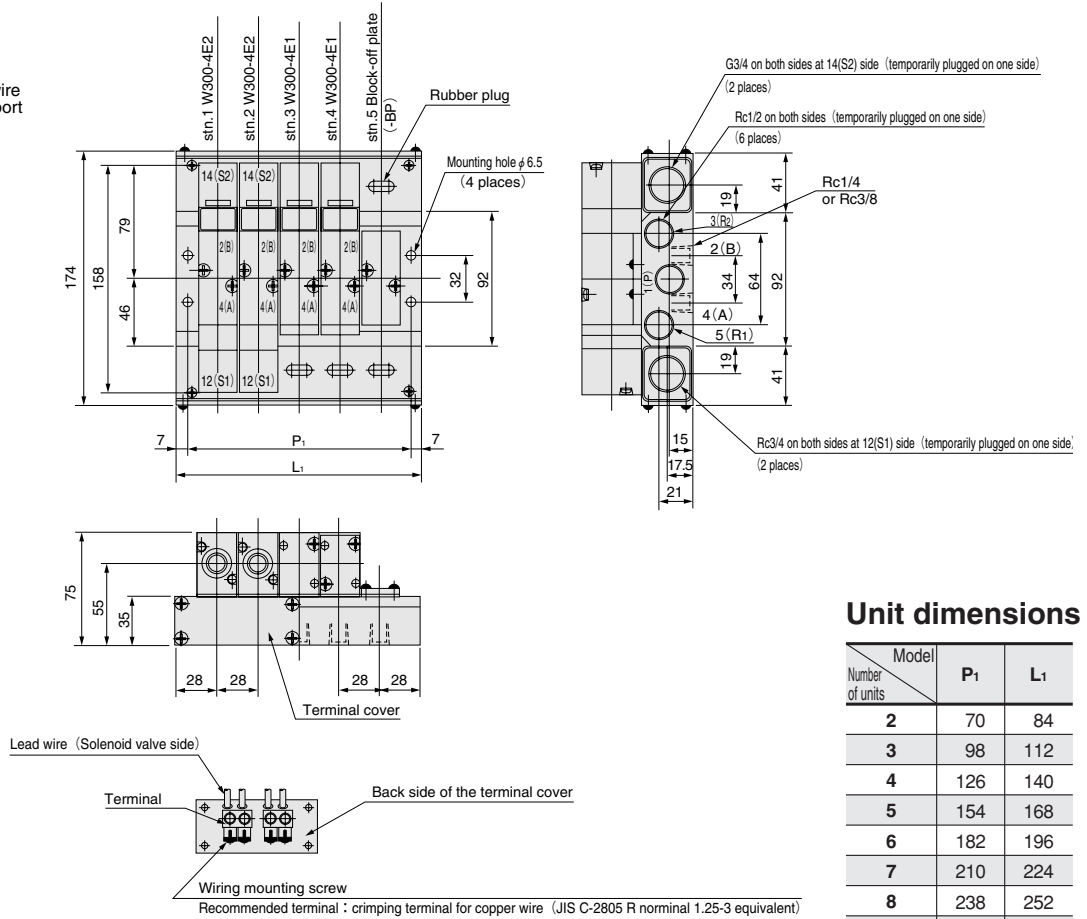 wire
port
stn.1 W300-4E2
stn.2 W300-4E2
stn.3 W300-4E1
stn.4 W300-4E1
stn.5 Block-off plate
(-BP)
Rubber plug
Mounting hole φ6.5
(4 places)
14(S2)
14(S2)
2(B)
2(B)
2(B)
2(B)
4(A)
4(A)
4(A)
4(A)
12(S1)
12(S1)
174
158
79
46
32
92
7
P1
7
L1
G3/4 on both sides at 14(S2) side (temporarily plugged on one side)
(2 places)
Rc1/2 on both sides (temporarily plugged on one side)
(6 places)
Rc1/4
or Rc3/8
3(R2)
2(B)
1(P)
4(A)
5(R1)
19
41
34
64
92
19
41
15
17.5
21
Rc3/4 on both sides at 12(S1) side (temporarily plugged on one side)
(2 places)
75
55
35
28
28
28
28
Terminal cover
Lead wire (Solenoid valve side)
Terminal
Back side of the terminal cover
Wiring mounting screw
Recommended terminal : crimping terminal for copper wire (JIS C-2805 R norminal 1.25-3 equivalent)
Unit dimensions
Model
Number
of units
P1 L1
2 70 84
3 98 112
4 126 140
5 154 168
6 182 196
7 210 224
8 238 252